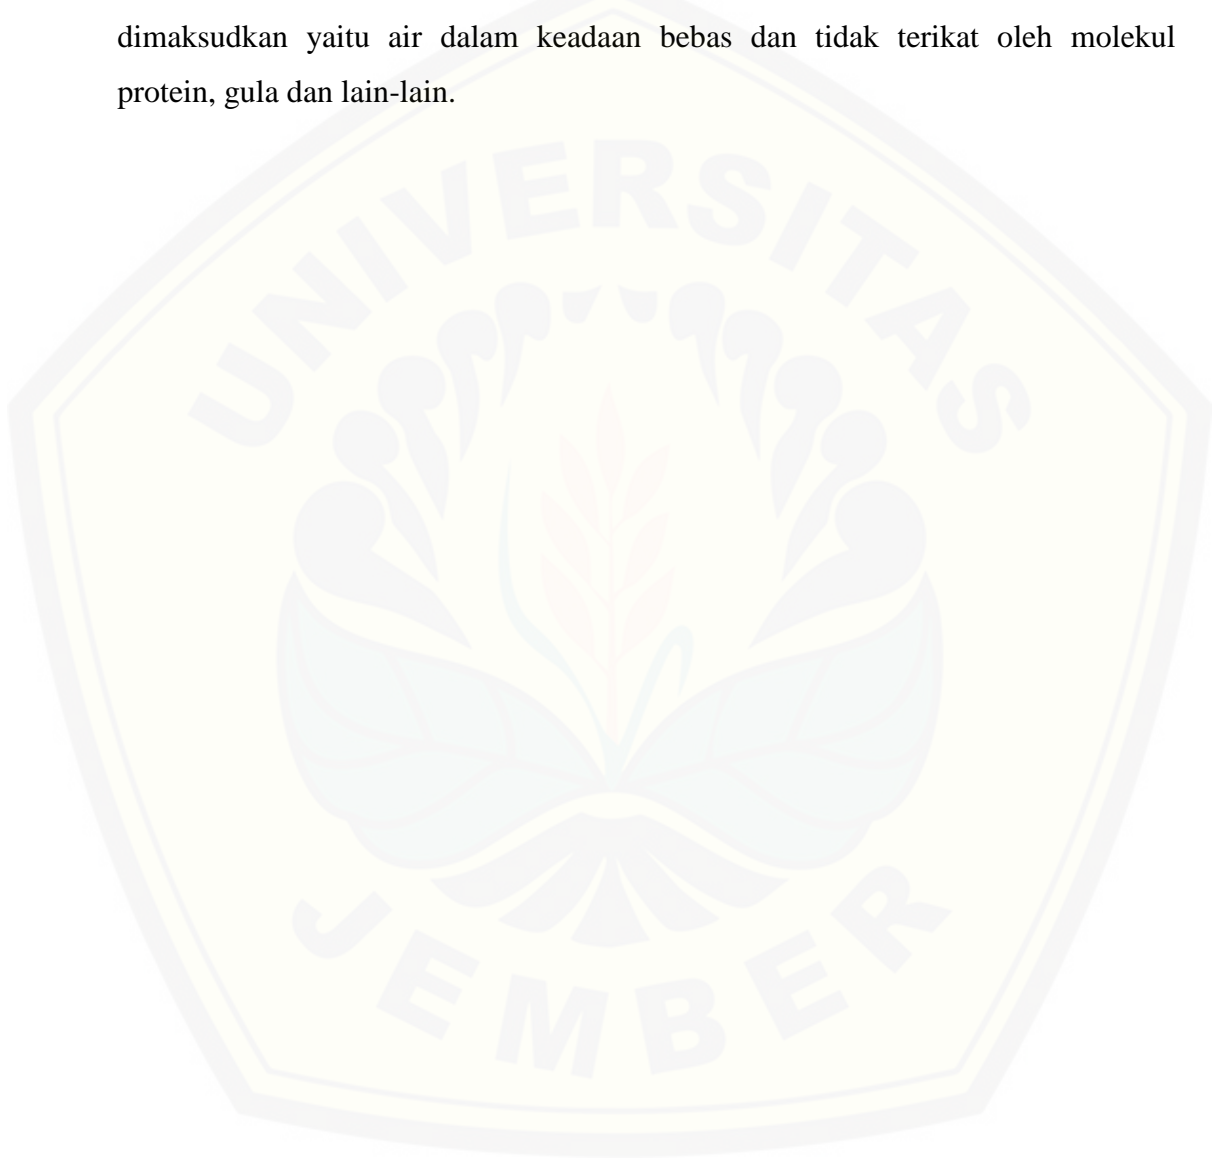 dimaksudkan yaitu air dalam keadaan bebas dan tidak terikat oleh molekul
protein, gula dan lain-lain.
UNIVERSITAS
JEMBER